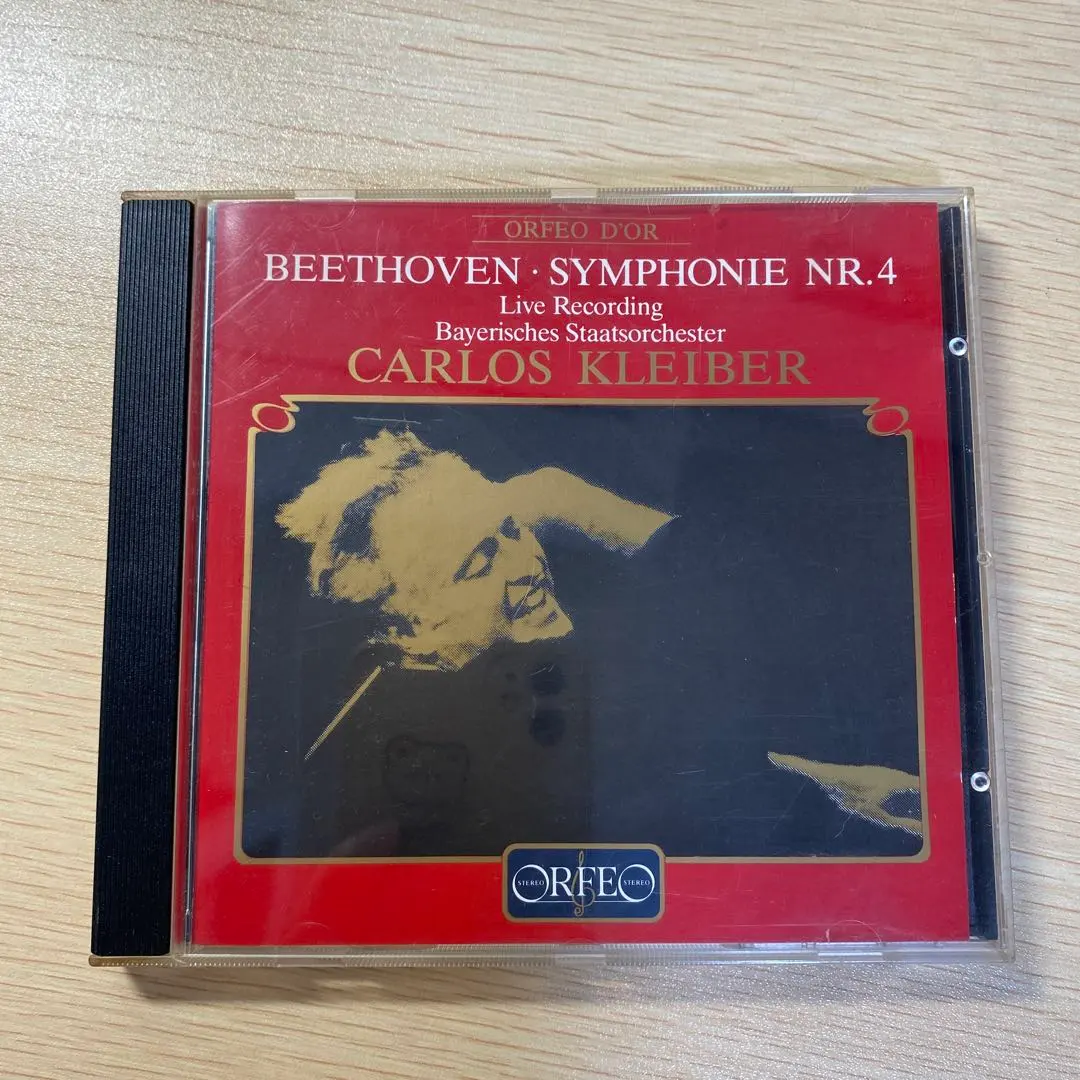 ORFEO D'OR
BEETHOVEN · SYMPHONIE NR. 4
Live Recording
Bayerisches Staatsorchester
CARLOS KLEIBER
STEREO ORFEO STEREO